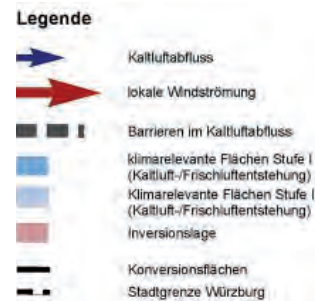 Legende
Kaltluftabfluss
lokale Windströmung
Barrieren im Kaltluftabfluss
klimarelevante Flächen Stufe I
(Kaltluft-/Frischluftentstehung)
Klimarelevante Flächen Stufe I
(Kaltluft-/Frischluftentstehung)
Inversionslage
Konversionsflächen
Stadtgrenze Würzburg